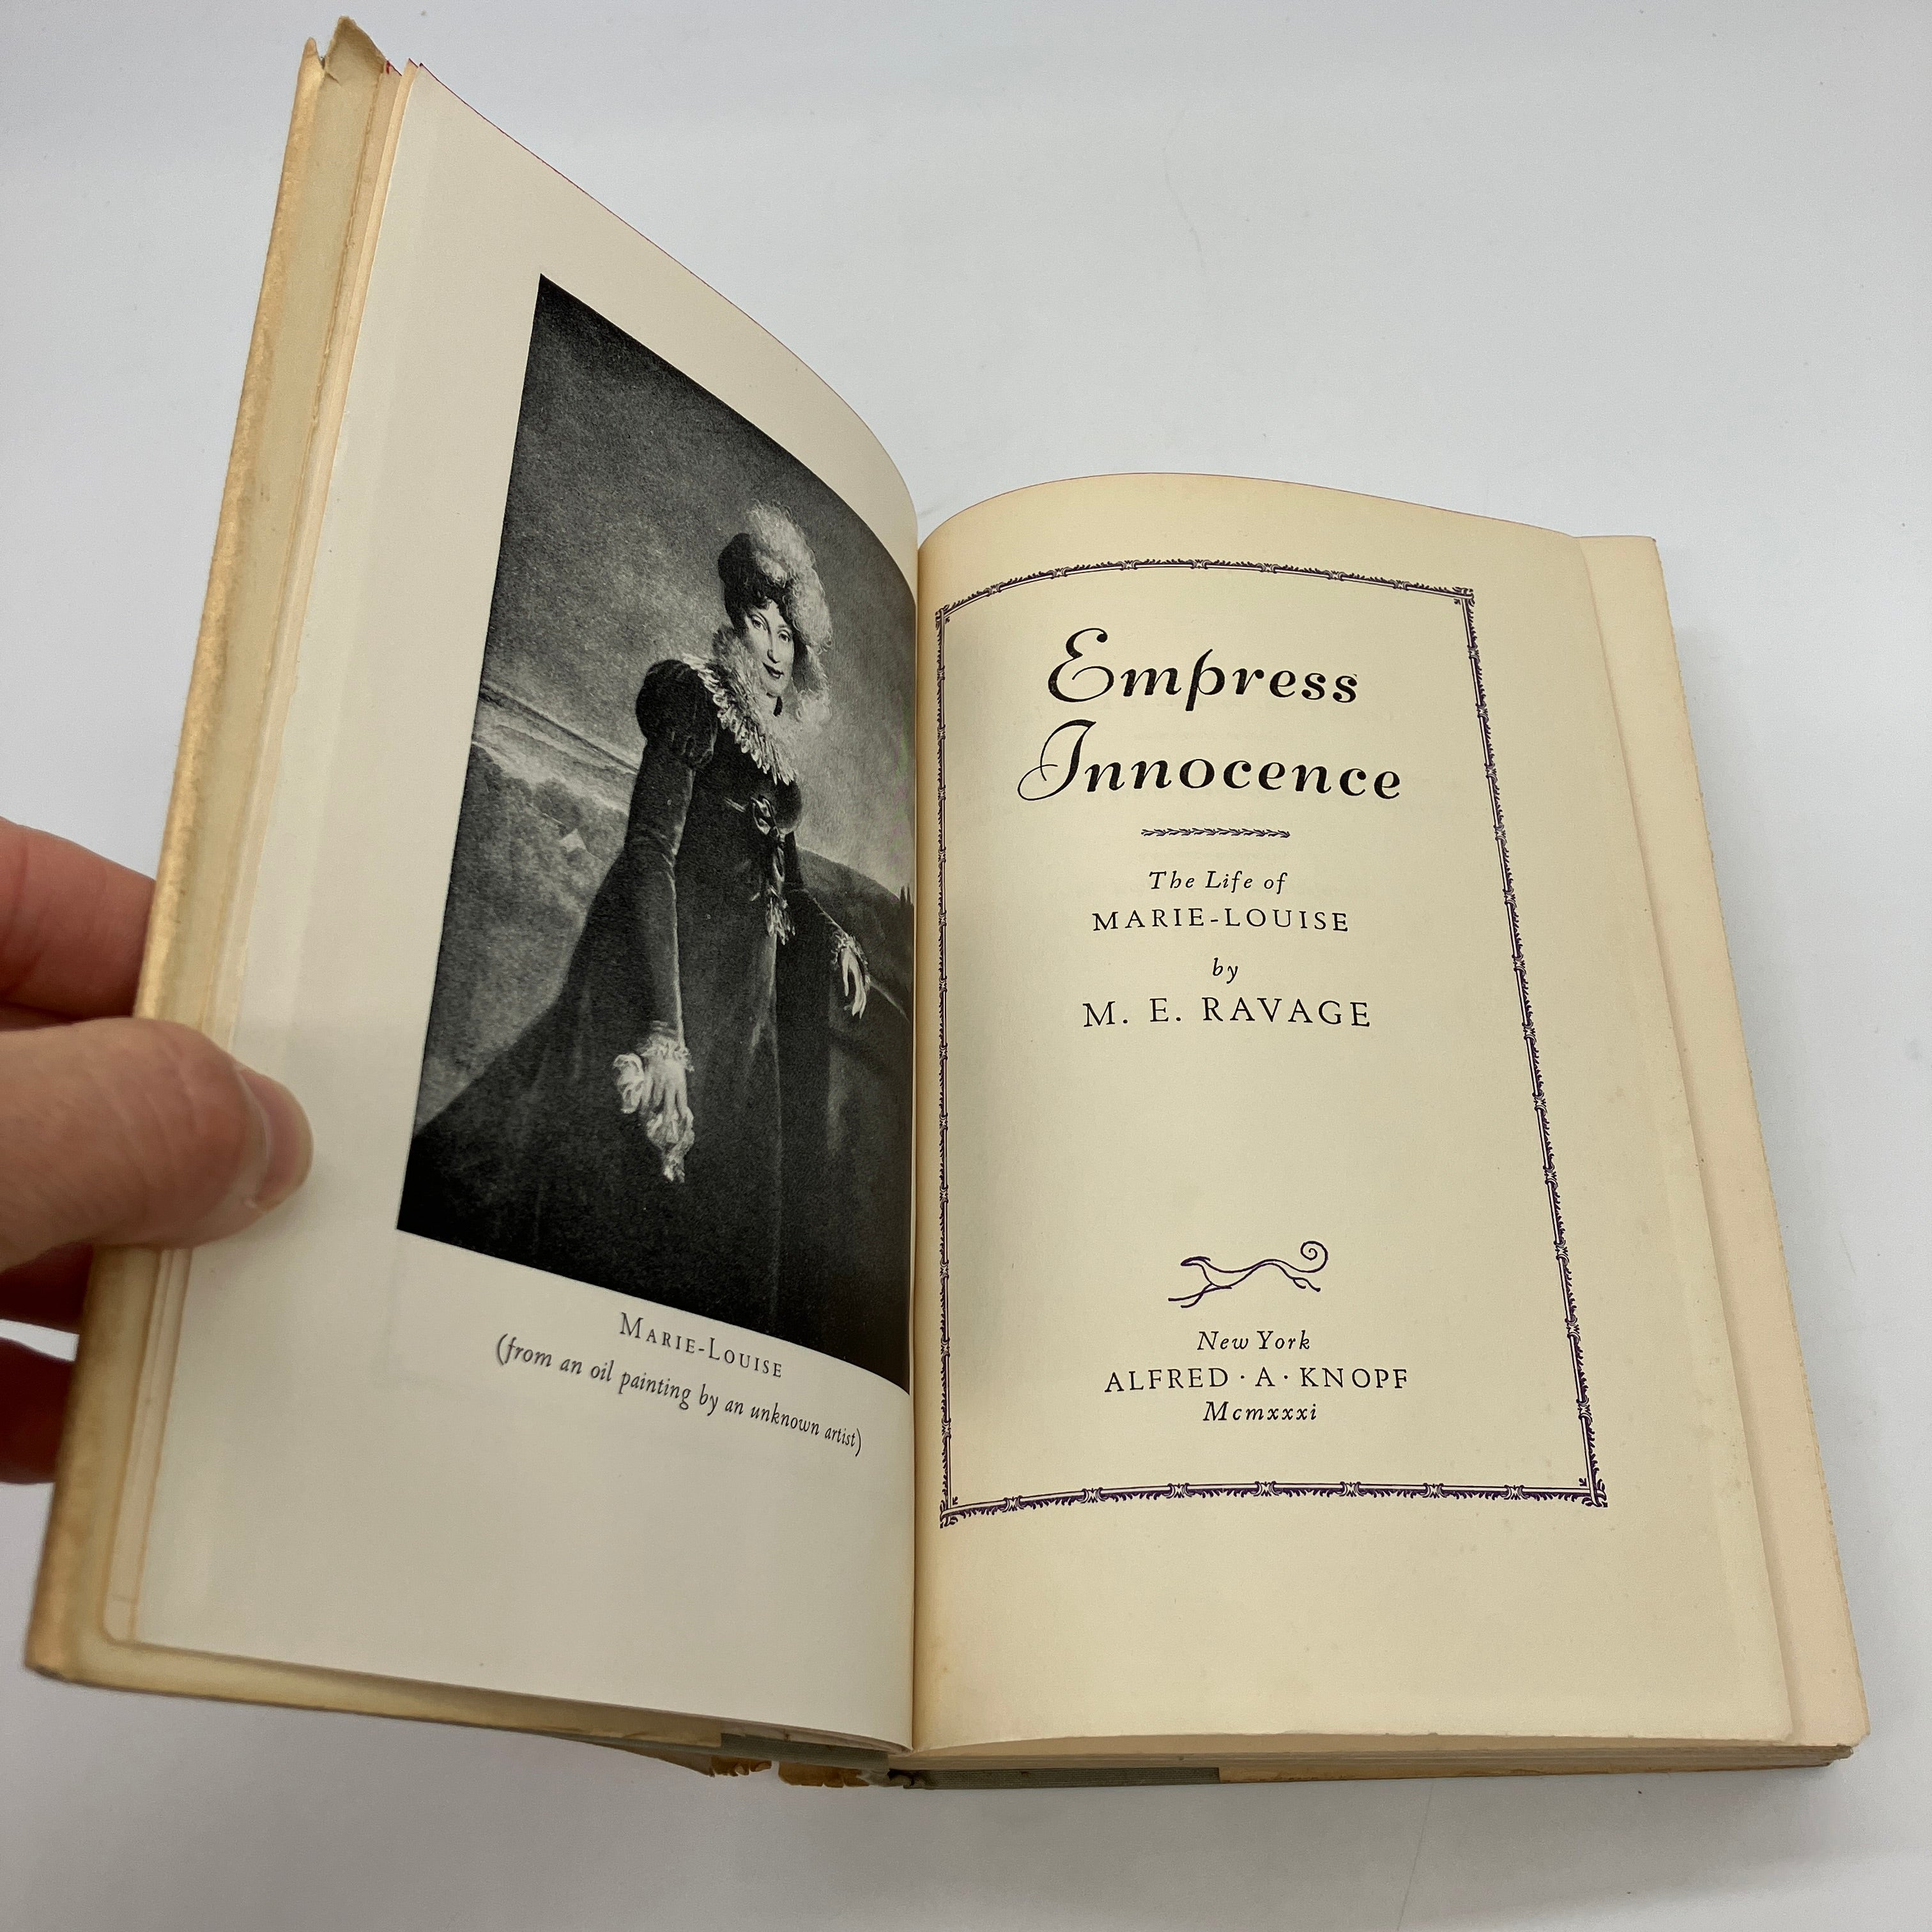 MARIE-LOUISE
(from an oil painting by an unknown artist)
Empress
Innocence
The Life of
MARIE-LOUISE
by
M. E. RAVAGE
New York
ALFRED · A · KNOPF
Mcmxxxi